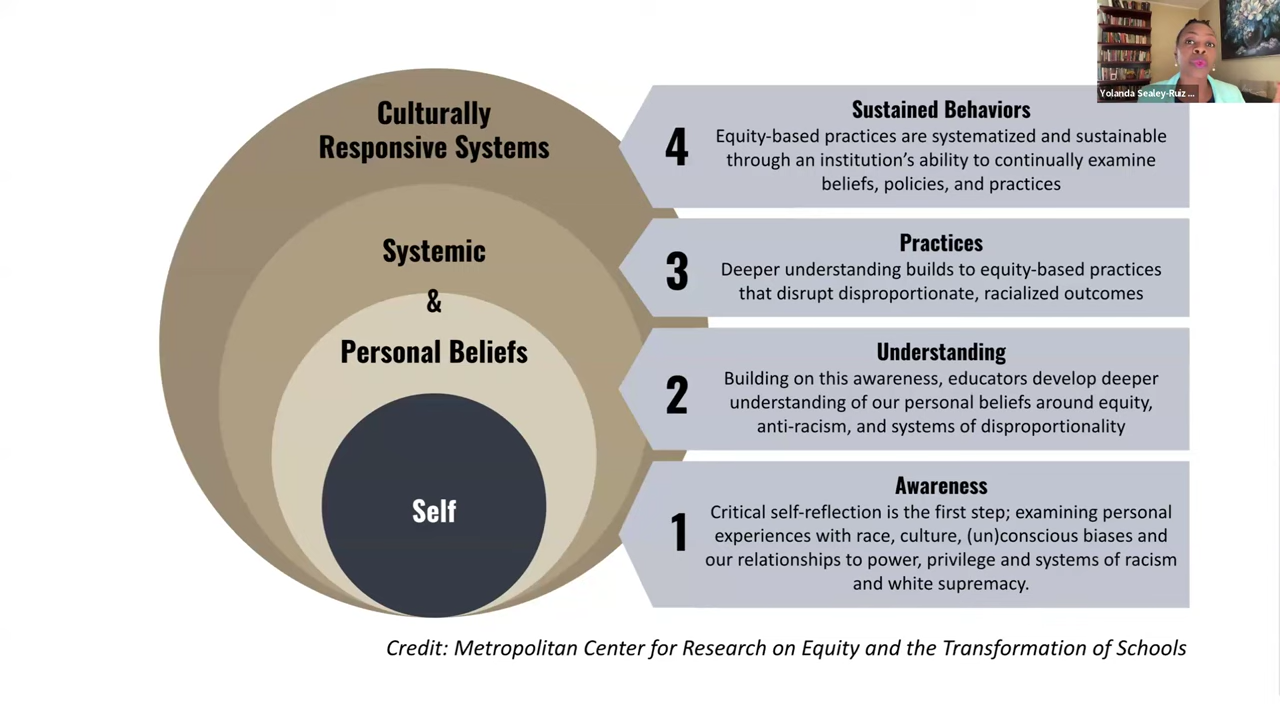 Yolanda Sealey-Ruiz ...
Culturally
Responsive Systems
Systemic
&
Personal Beliefs
Self
4
Sustained Behaviors
Equity-based practices are systematized and sustainable
through an institution’s ability to continually examine
beliefs, policies, and practices
3
Practices
Deeper understanding builds to equity-based practices
that disrupt disproportionate, racialized outcomes
2
Understanding
Building on this awareness, educators develop deeper
understanding of our personal beliefs around equity,
anti-racism, and systems of disproportionality
1
Awareness
Critical self-reflection is the first step; examining personal
experiences with race, culture, (un)conscious biases and
our relationships to power, privilege and systems of racism
and white supremacy.
Credit: Metropolitan Center for Research on Equity and the Transformation of Schools